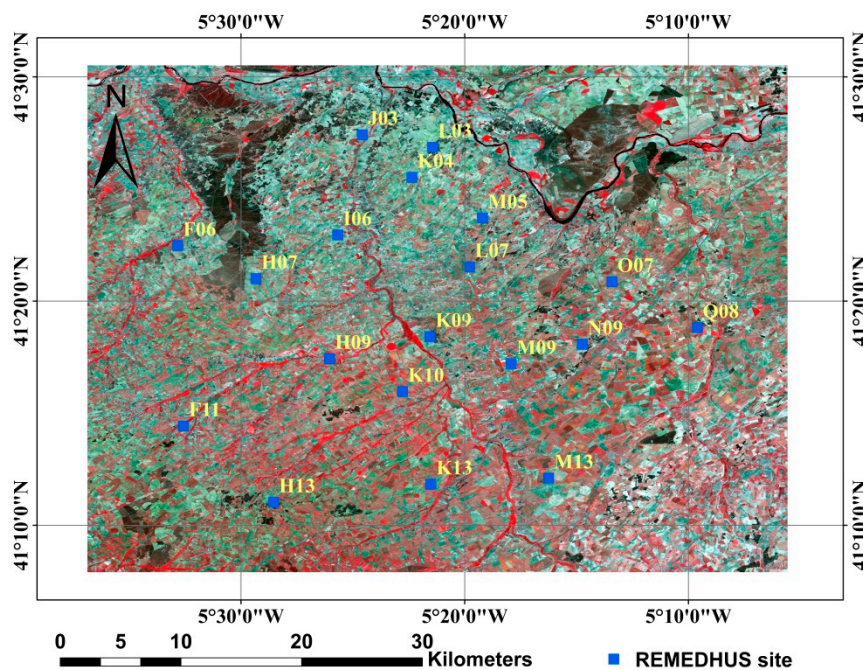 5°30'0"W 5°20'0"W 5°10'0"W
41°30'0"N 41°30'0"N
N
J03
L03
K04
M05
I06
F06
L07
H07
O07
Q08
K09
N09
H09
M09
K10
F11
K13
M13
H13
41°20'0"N 41°20'0"N
41°10'0"N 41°10'0"N
5°30'0"W 5°20'0"W 5°10'0"W
0 5 10 20 30 Kilometers
REMEDHUS site